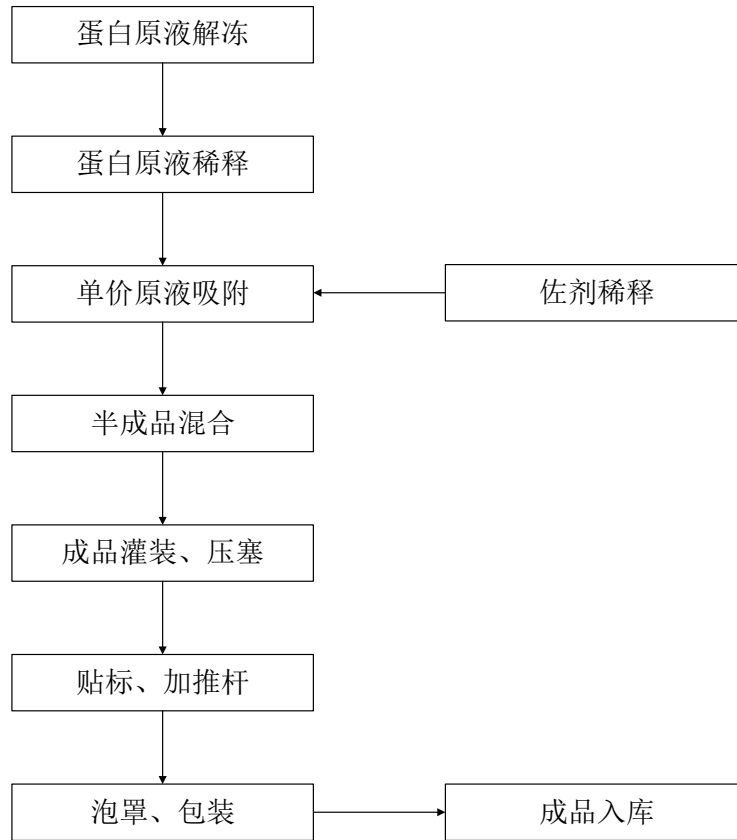 蛋白原液解冻
蛋白原液稀释
单价原液吸附
佐剂稀释
半成品混合
成品灌装、压塞
贴标、加推杆
泡罩、包装
成品入库